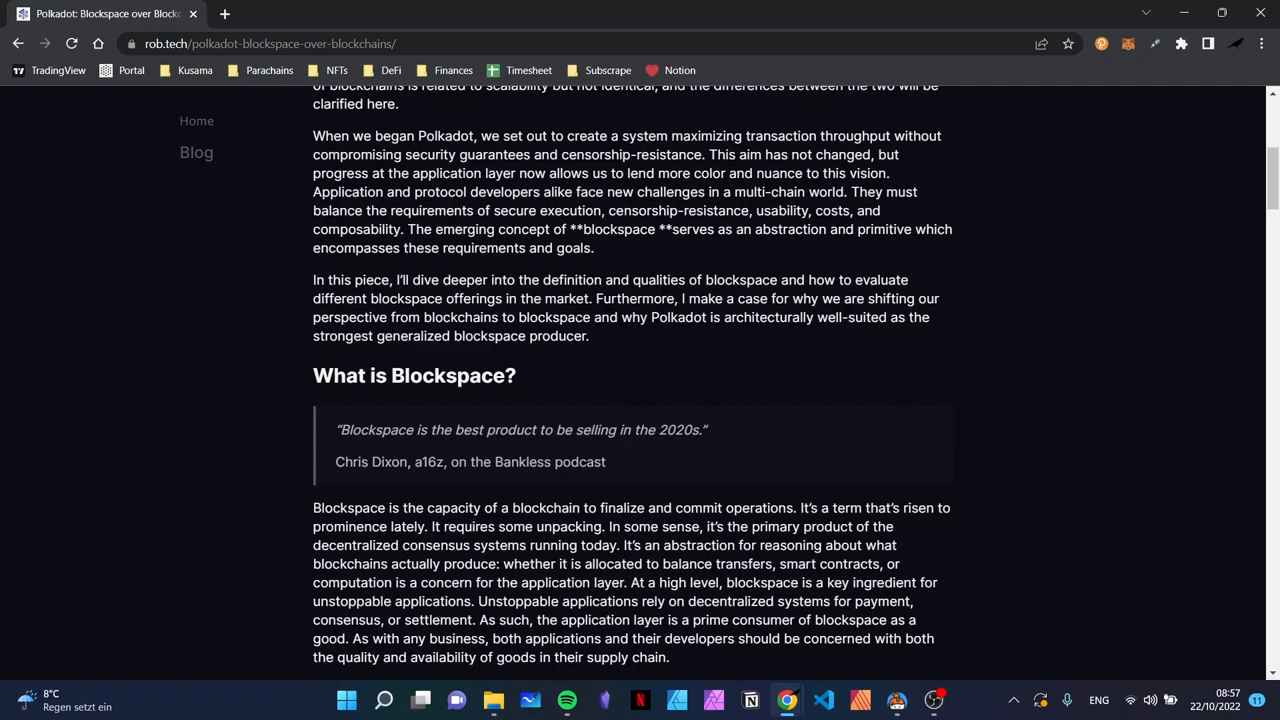 Polkadot: Blockspace over Block
rob.tech/polkadot-blockspace-over-blockchains/
TradingView
Portal
Kusama
Parachains
NFTs
DeFi
Finances
Timesheet
Subscrape
Notion
Home
Blog
of blockchains is related to scalability but not identical, and the differences between the two will be
clarified here.
When we began Polkadot, we set out to create a system maximizing transaction throughput without
compromising security guarantees and censorship-resistance. This aim has not changed, but
progress at the application layer now allows us to lend more color and nuance to this vision.
Application and protocol developers alike face new challenges in a multi-chain world. They must
balance the requirements of secure execution, censorship-resistance, usability, costs, and
composability. The emerging concept of **blockspace **serves as an abstraction and primitive which
encompasses these requirements and goals.
In this piece, I’ll dive deeper into the definition and qualities of blockspace and how to evaluate
different blockspace offerings in the market. Furthermore, I make a case for why we are shifting our
perspective from blockchains to blockspace and why Polkadot is architecturally well-suited as the
strongest generalized blockspace producer.
What is Blockspace?
“Blockspace is the best product to be selling in the 2020s.”
Chris Dixon, a16z, on the Bankless podcast
Blockspace is the capacity of a blockchain to finalize and commit operations. It’s a term that’s risen to
prominence lately. It requires some unpacking. In some sense, it’s the primary product of the
decentralized consensus systems running today. It’s an abstraction for reasoning about what
blockchains actually produce: whether it is allocated to balance transfers, smart contracts, or
computation is a concern for the application layer. At a high level, blockspace is a key ingredient for
unstoppable applications. Unstoppable applications rely on decentralized systems for payment,
consensus, or settlement. As such, the application layer is a prime consumer of blockspace as a
good. As with any business, both applications and their developers should be concerned with both
the quality and availability of goods in their supply chain.
8°C
Regen setzt ein
ENG
08:57
22/10/2022
11